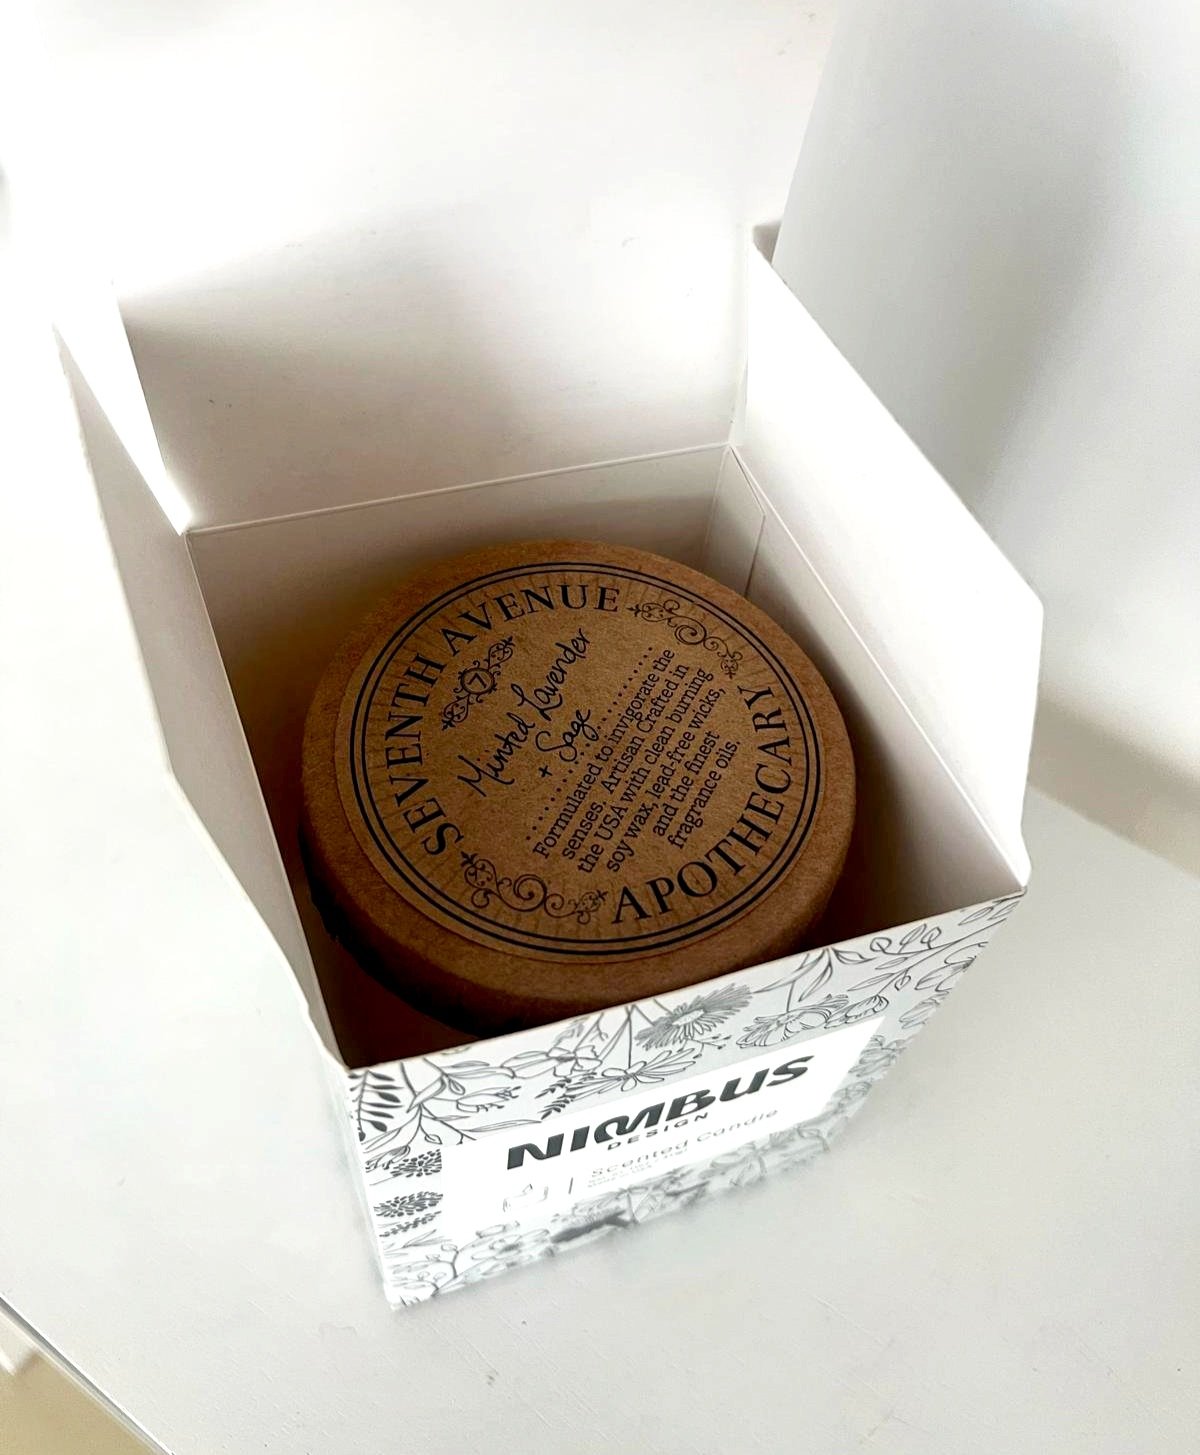 SEVENTH AVENUE
7
Minted Lavender
+ Sage
Formulated to invigorate the
senses. Artisan Crafted in
the USA with clean burning
soy wax, lead-free wicks,
and the finest
fragrance oils.
APOTHECARY
NIMBUS
DESIGN
Scented Candle